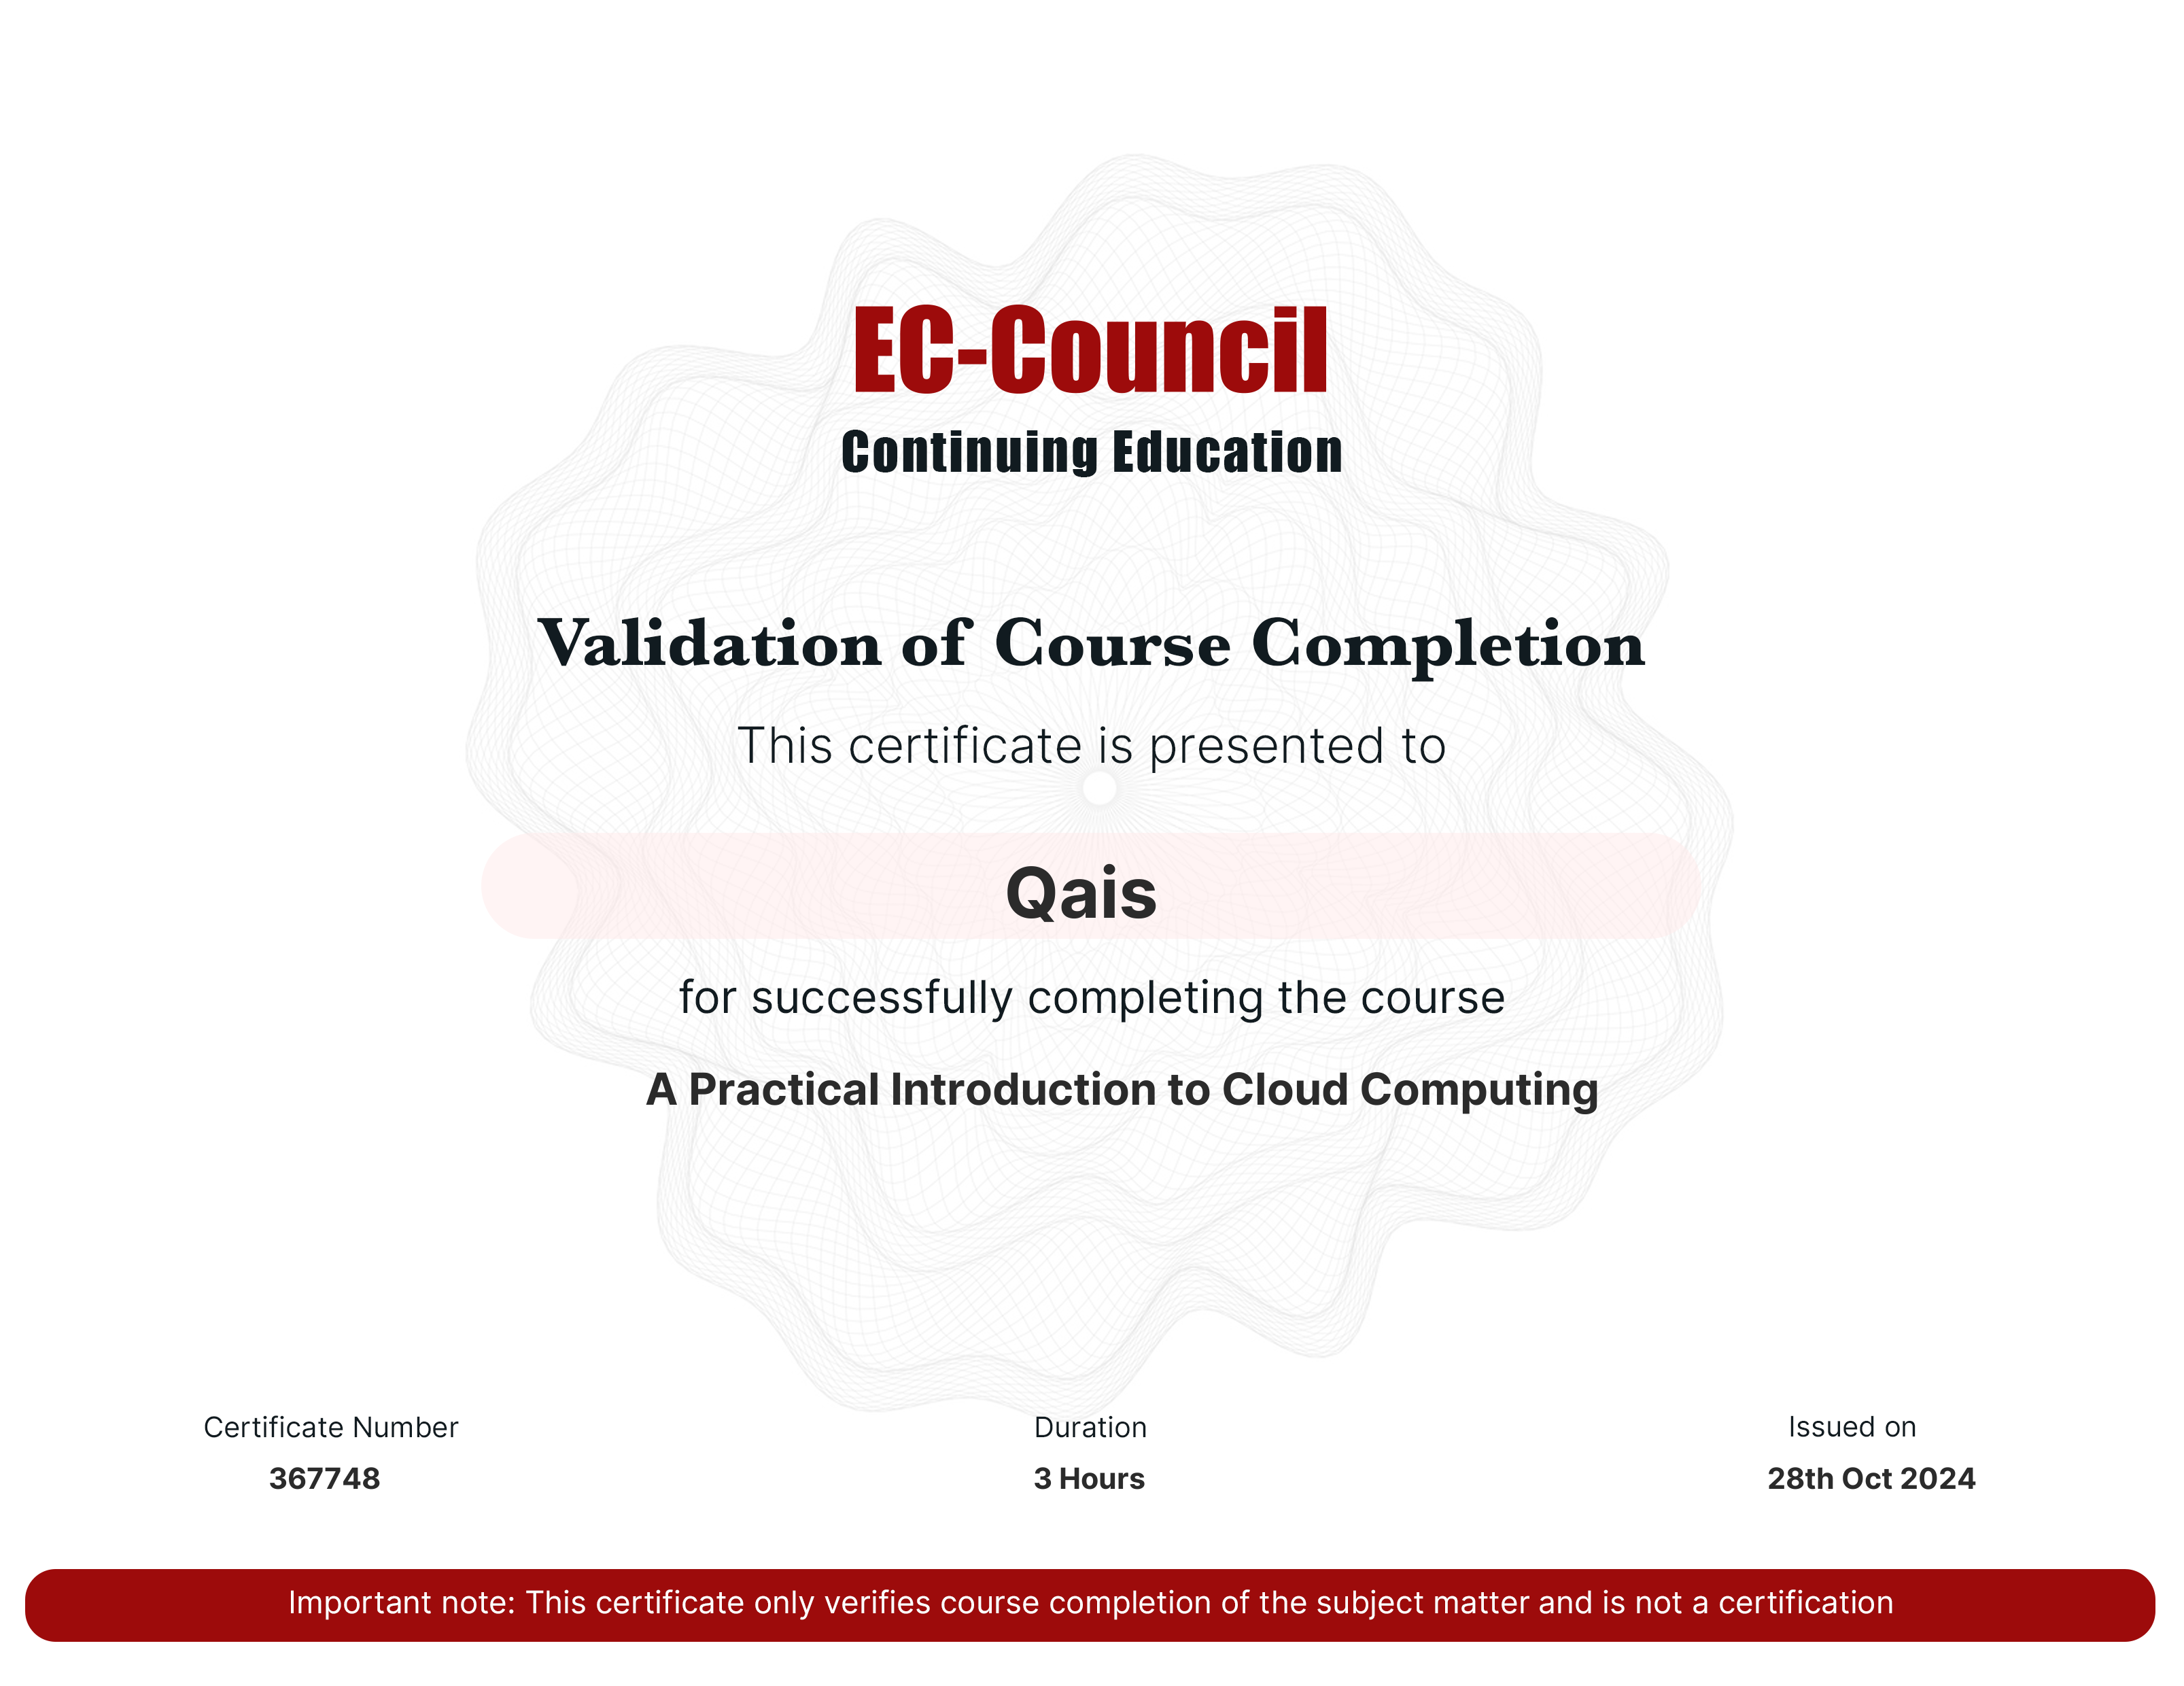 EC-Council
Continuing Education
Validation of Course Completion
This certificate is presented to
Qais
for successfully completing the course
A Practical Introduction to Cloud Computing
Certificate Number
367748
Duration
3 Hours
Issued on
28th Oct 2024
Important note: This certificate only verifies course completion of the subject matter and is not a certification